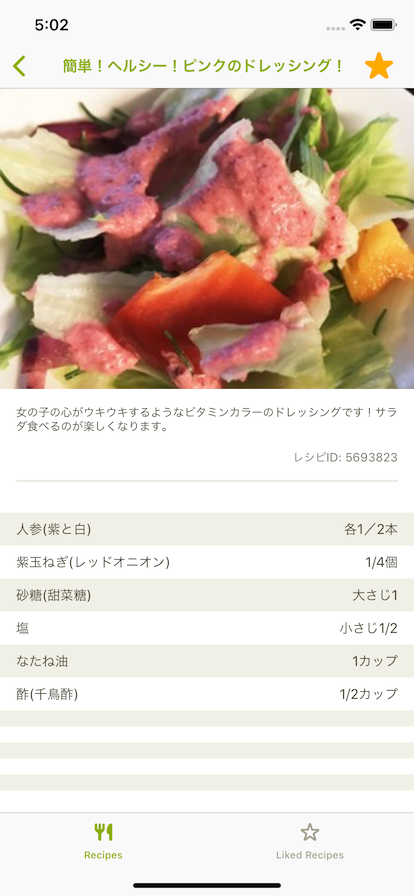 5:02
簡単！ヘルシー！ピンクのドレッシング！
女の子の心がウキウキするようなビタミンカラーのドレッシングです！サラ
ダ食べるのが楽しくなります。
レシピID: 5693823
人参(紫と白) 各1／2本
紫玉ねぎ(レッドオニオン) 1/4個
砂糖(甜菜糖) 大さじ1
塩 小さじ1/2
なたね油 1カップ
酢(千鳥酢) 1/2カップ
Recipes Liked Recipes